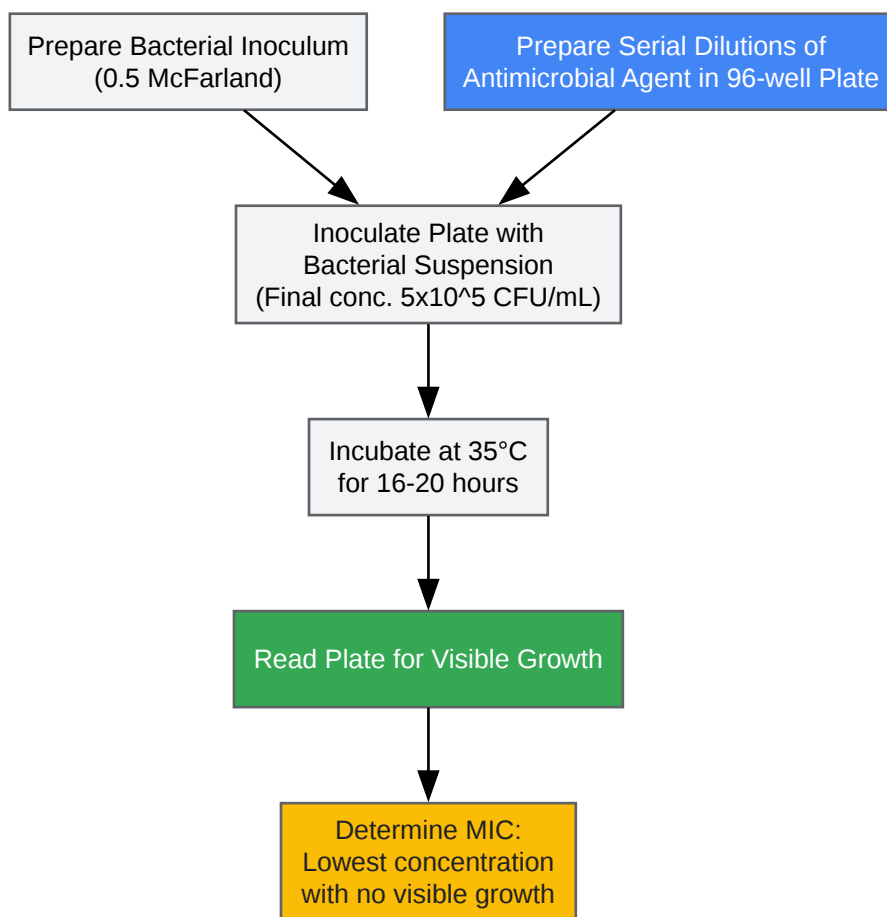 Prepare Bacterial Inoculum
(0.5 McFarland)
Prepare Serial Dilutions of
Antimicrobial Agent in 96-well Plate
Inoculate Plate with
Bacterial Suspension
(Final conc. 5x10^5 CFU/mL)
Incubate at 35°C
for 16-20 hours
Read Plate for Visible Growth
Determine MIC:
Lowest concentration
with no visible growth